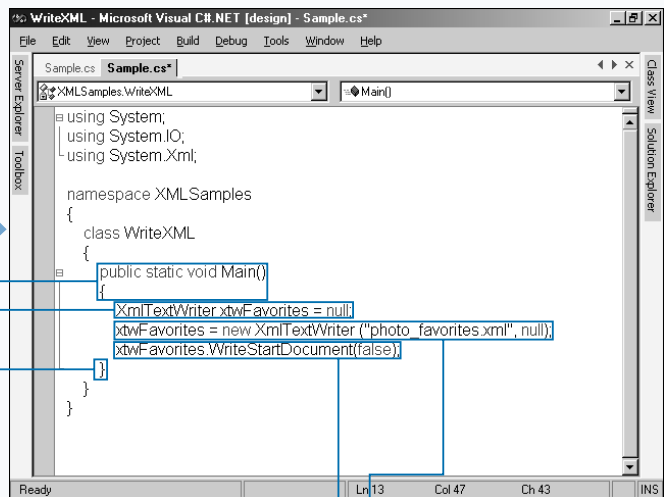 WriteXML - Microsoft Visual C#.NET [design] - Sample.cs*
File Edit View Project Build Debug Tools Window Help
Sample.cs Sample.cs*
XMLSamples.WriteXML Main()
Server Explorer
Toolbox
Class View
Solution Explorer
using System;
using System.IO;
using System.Xml;
namespace XMLSamples
{
class WriteXML
{
public static void Main()
{
XmlTextWriter xtwFavorites = null;
xtwFavorites = new XmlTextWriter ("photo_favorites.xml", null);
xtwFavorites.WriteStartDocument(false);
}
}
}
Ready Ln 13 Col 47 Ch 43 INS